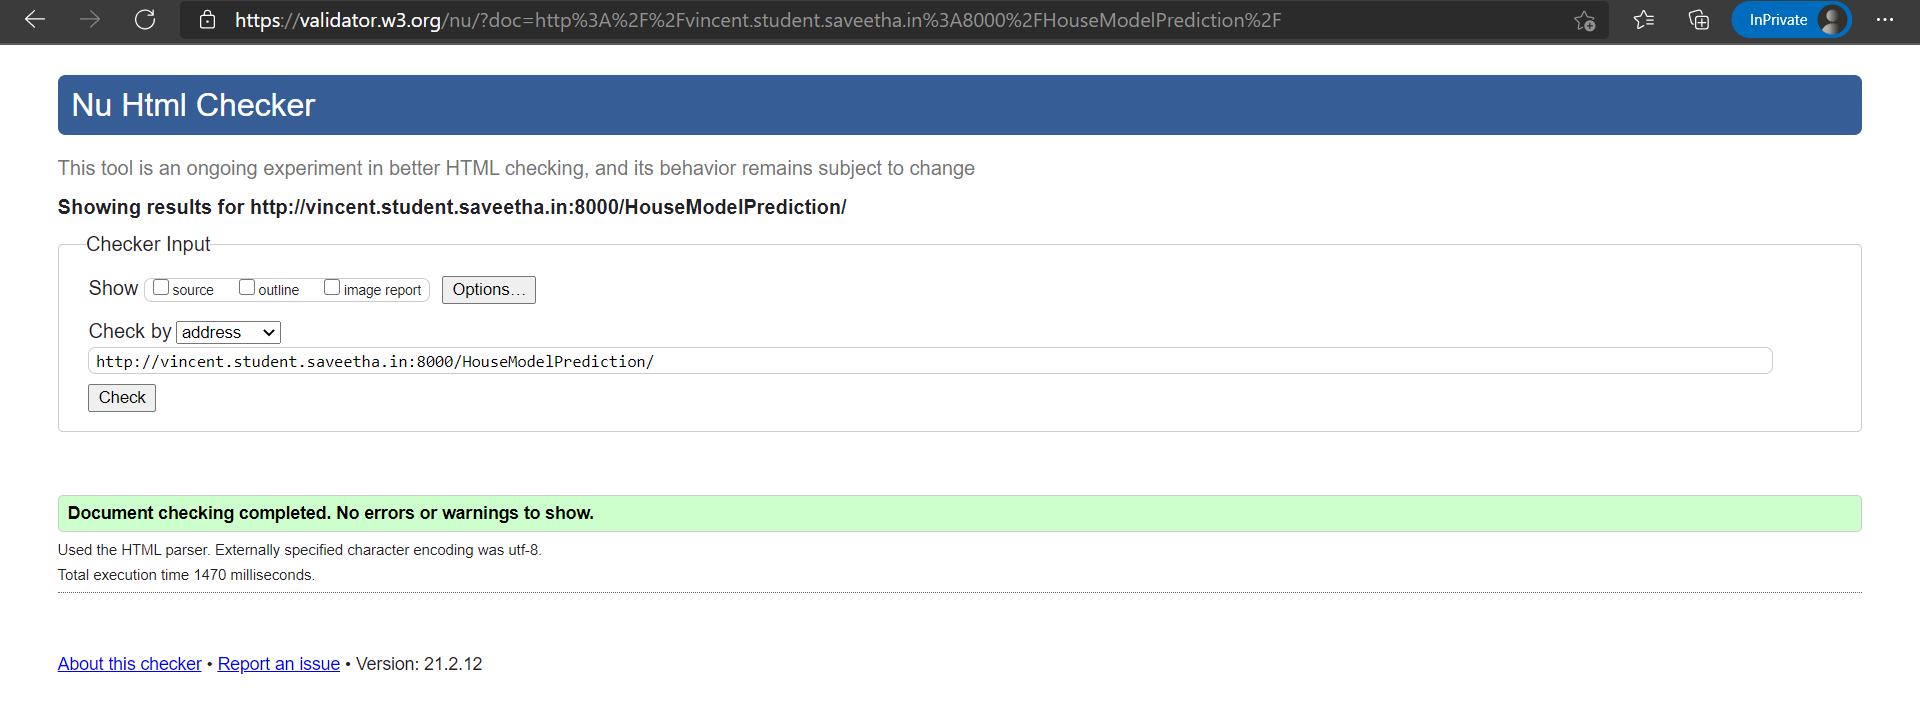 https://validator.w3.org/nu/?doc=http%3A%2F%2Fvincent.student.saveetha.in%3A8000%2FHouseModelPrediction%2F
InPrivate
Nu Html Checker
This tool is an ongoing experiment in better HTML checking, and its behavior remains subject to change
Showing results for http://vincent.student.saveetha.in:8000/HouseModelPrediction/
Checker Input
Show source outline image report Options...
Check by address
http://vincent.student.saveetha.in:8000/HouseModelPrediction/
Check
Document checking completed. No errors or warnings to show.
Used the HTML parser. Externally specified character encoding was utf-8.
Total execution time 1470 milliseconds.
About this checker • Report an issue • Version: 21.2.12